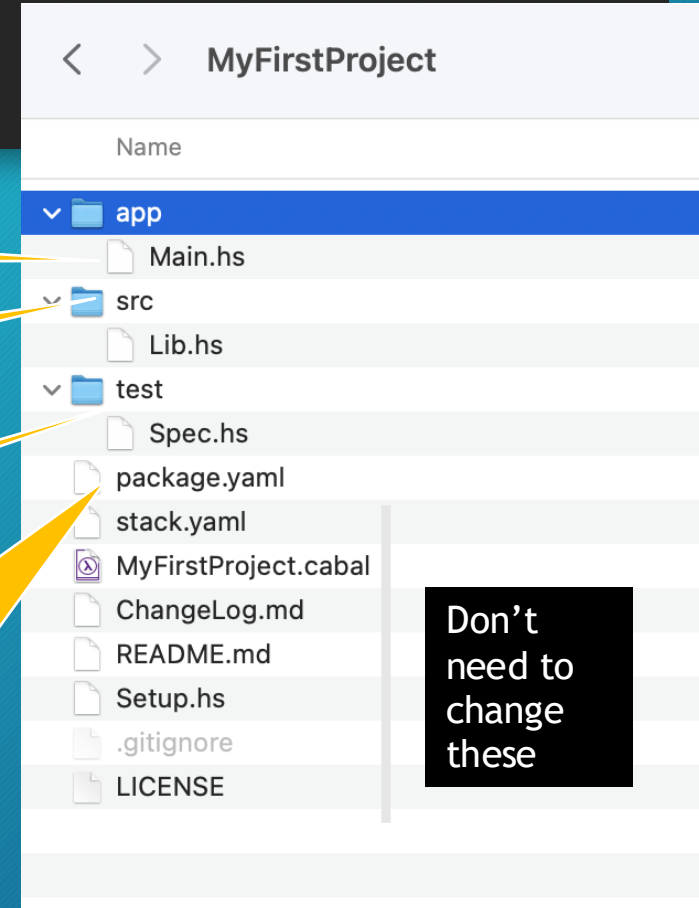 MyFirstProject
Name
app
Main.hs
src
Lib.hs
test
Spec.hs
package.yaml
stack.yaml
MyFirstProject.cabal
ChangeLog.md
README.md
Setup.hs
.gitignore
LICENSE
Don’t
need to
change
these